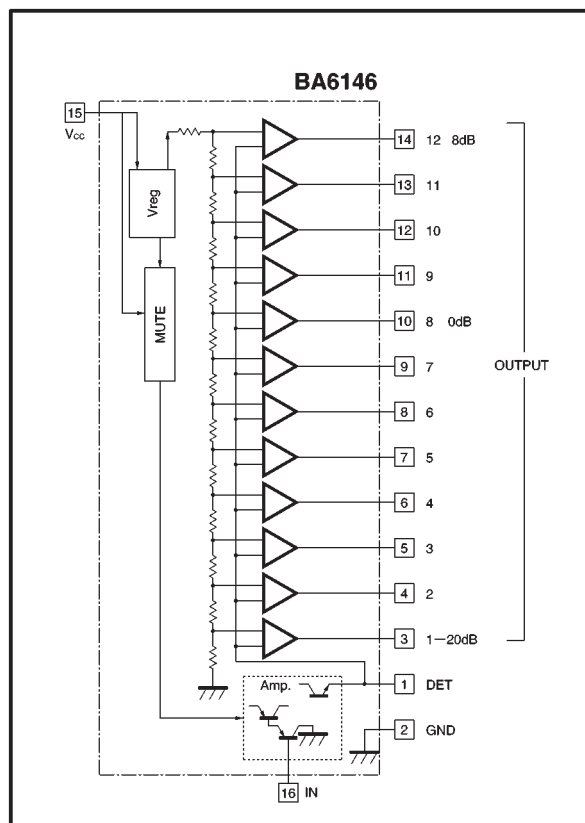 BA6146
15
Vcc
Vreg
MUTE
14 12 8dB
13 11
12 10
11 9
10 8 0dB
9 7
8 6
7 5
6 4
5 3
4 2
3 1−20dB
OUTPUT
Amp.
1 DET
2 GND
16 IN